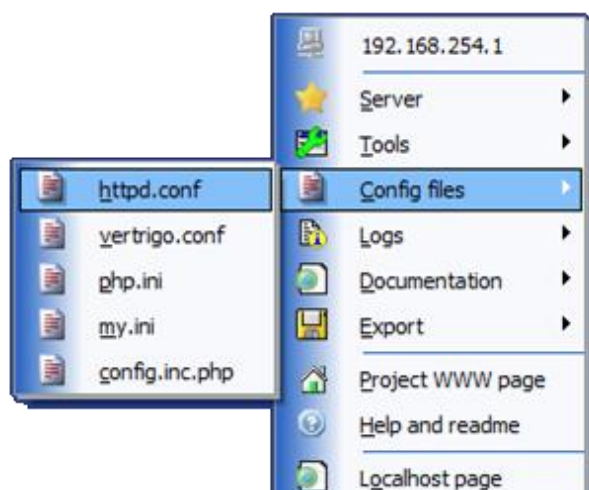 192.168.254.1
Server
Tools
Config files
Logs
Documentation
Export
Project WWW page
Help and readme
Localhost page
httpd.conf
vertrigo.conf
php.ini
my.ini
config.inc.php